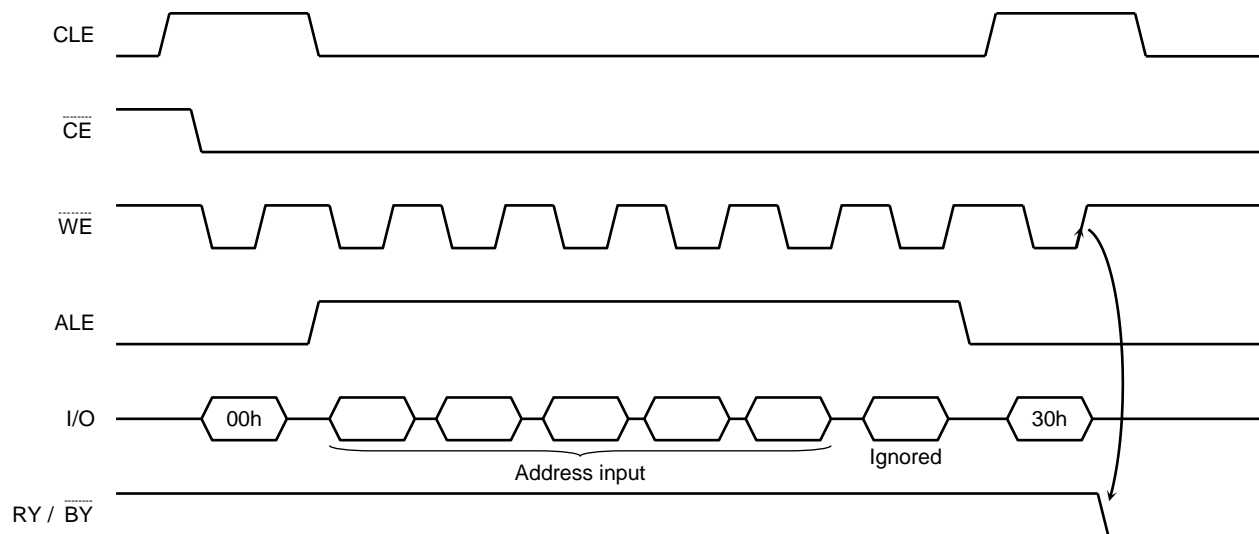 CLE
CE
WE
ALE
I/O 00h 30h
Address input Ignored
RY / BY